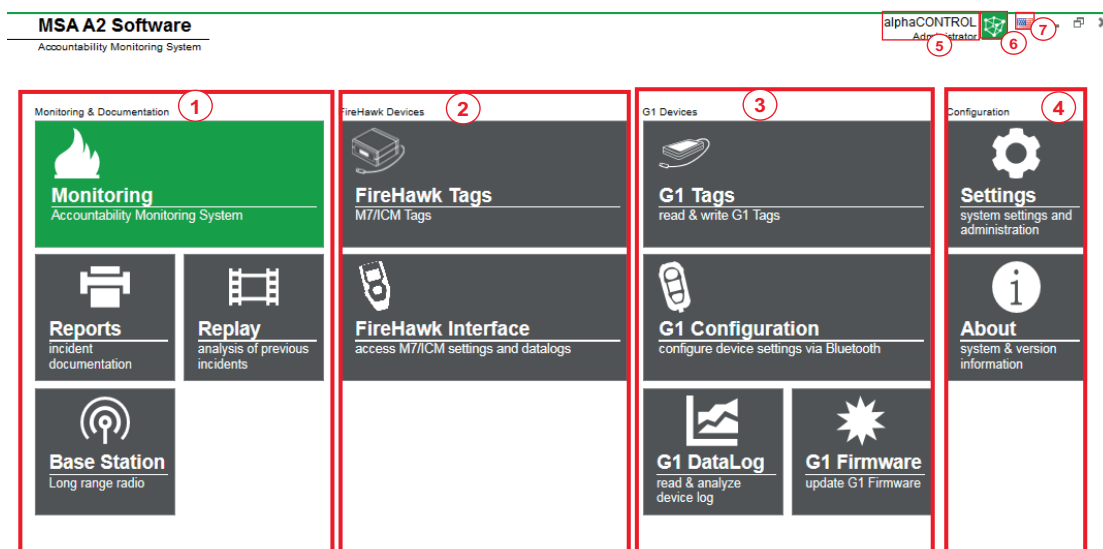 MSA A2 Software
Accountability Monitoring System
alphaCONTROL
Administrator
5
6
7
Monitoring & Documentation
1
Monitoring
Accountability Monitoring System
Reports
incident
documentation
Replay
analysis of previous
incidents
Base Station
Long range radio
FireHawk Devices
2
FireHawk Tags
M7/ICM Tags
FireHawk Interface
access M7/ICM settings and datalogs
G1 Devices
3
G1 Tags
read & write G1 Tags
G1 Configuration
configure device settings via Bluetooth
G1 DataLog
read & analyze
device log
G1 Firmware
update G1 Firmware
Configuration
4
Settings
system settings and
administration
About
system & version
information